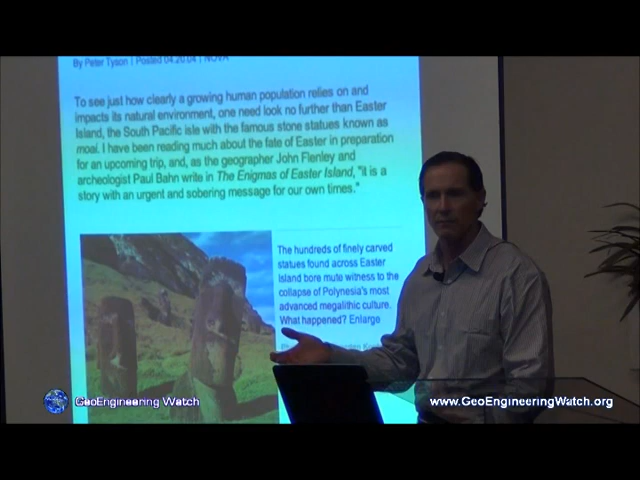 By Peter Tyson | Posted 04.20.04 | NOVA
To see just how clearly a growing human population relies on and
impacts its natural environment, one need look no further than Easter
Island, the South Pacific isle with the famous stone statues known as
moai. I have been reading much about the fate of Easter in preparation
for an upcoming trip, and, as the geographer John Flenley and
archeologist Paul Bahn write in The Enigmas of Easter Island, "it is a
story with an urgent and sobering message for our own times."
The hundreds of finely carved
statues found across Easter
Island bore mute witness to the
collapse of Polynesia's most
advanced megalithic culture.
What happened? Enlarge
GeoEngineering Watch
www.GeoEngineeringWatch.org